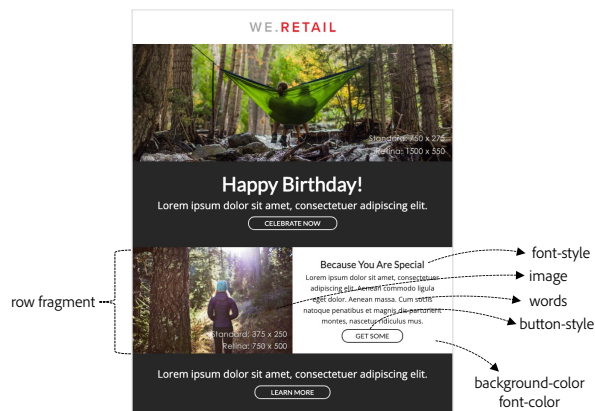 WE.RETAIL
Standard: 750 x 275
Retina: 1500 x 550
Happy Birthday!
Lorem ipsum dolor sit amet, consectetuer adipiscing elit.
CELEBRATE NOW
row fragment
Standard: 375 x 250
Retina: 750 x 500
Because You Are Special
Lorem ipsum dolor sit amet, consectetuer
adipiscing elit. Aenean commodo ligula
eget dolor. Aenean massa. Cum sociis
natoque penatibus et magnis dis parturient
montes, nascetur ridiculus mus.
GET SOME
font-style
image
words
button-style
background-color
font-color
Lorem ipsum dolor sit amet, consectetuer adipiscing elit.
LEARN MORE